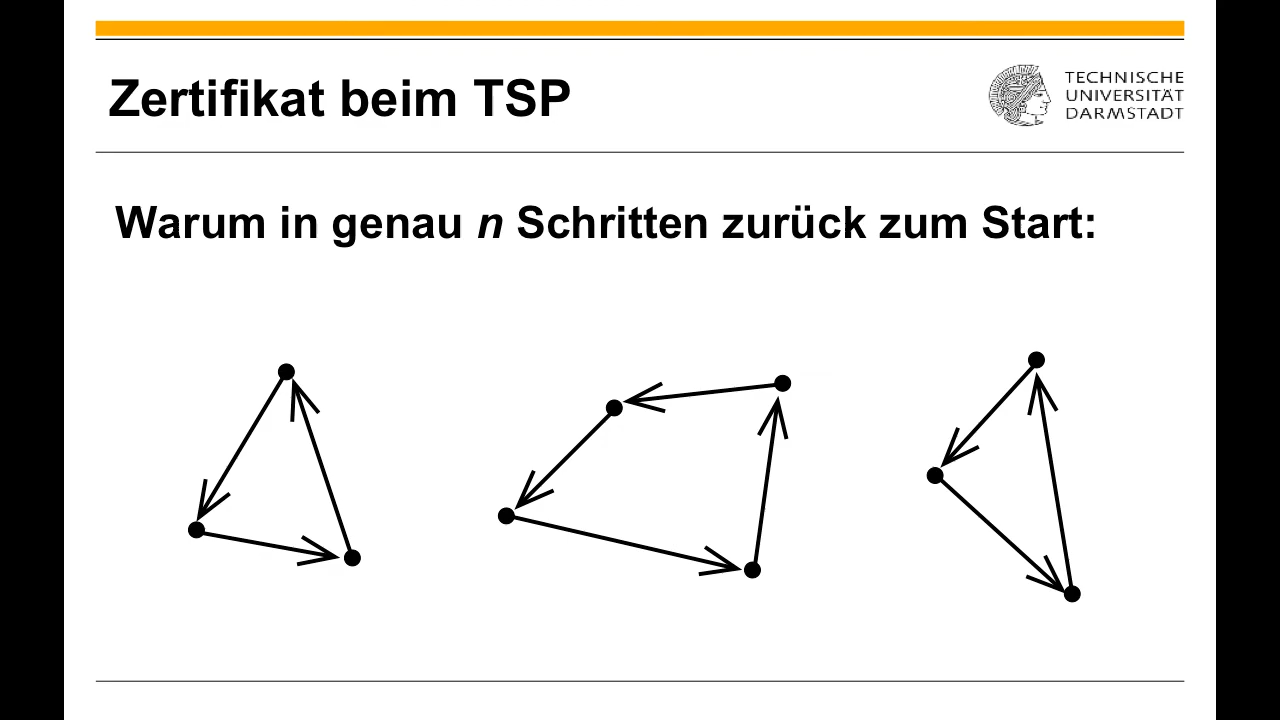 Zertifikat beim TSP
TECHNISCHE
UNIVERSITÄT
DARMSTADT
Warum in genau n Schritten zurück zum Start: